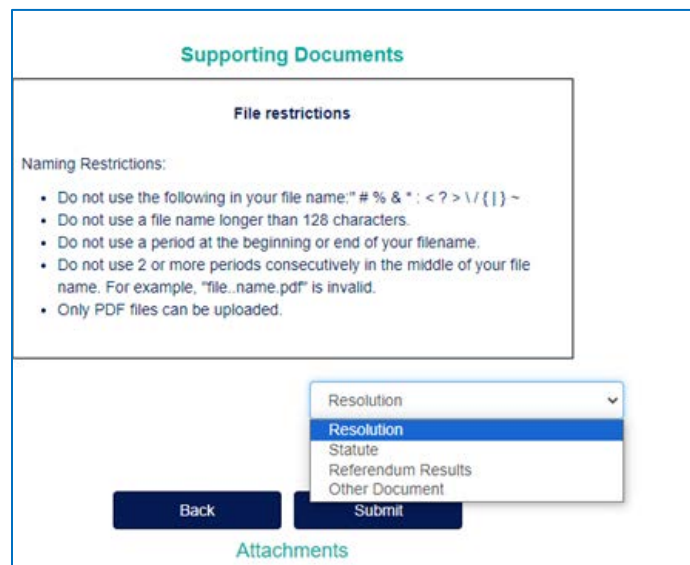 Supporting Documents
File restrictions
Naming Restrictions:
• Do not use the following in your file name:" # % & * : < ? > \ / { | } ~
• Do not use a file name longer than 128 characters.
• Do not use a period at the beginning or end of your filename.
• Do not use 2 or more periods consecutively in the middle of your file
name. For example, "file..name.pdf" is invalid.
• Only PDF files can be uploaded.
Resolution
Resolution
Statute
Referendum Results
Other Document
Back
Submit
Attachments